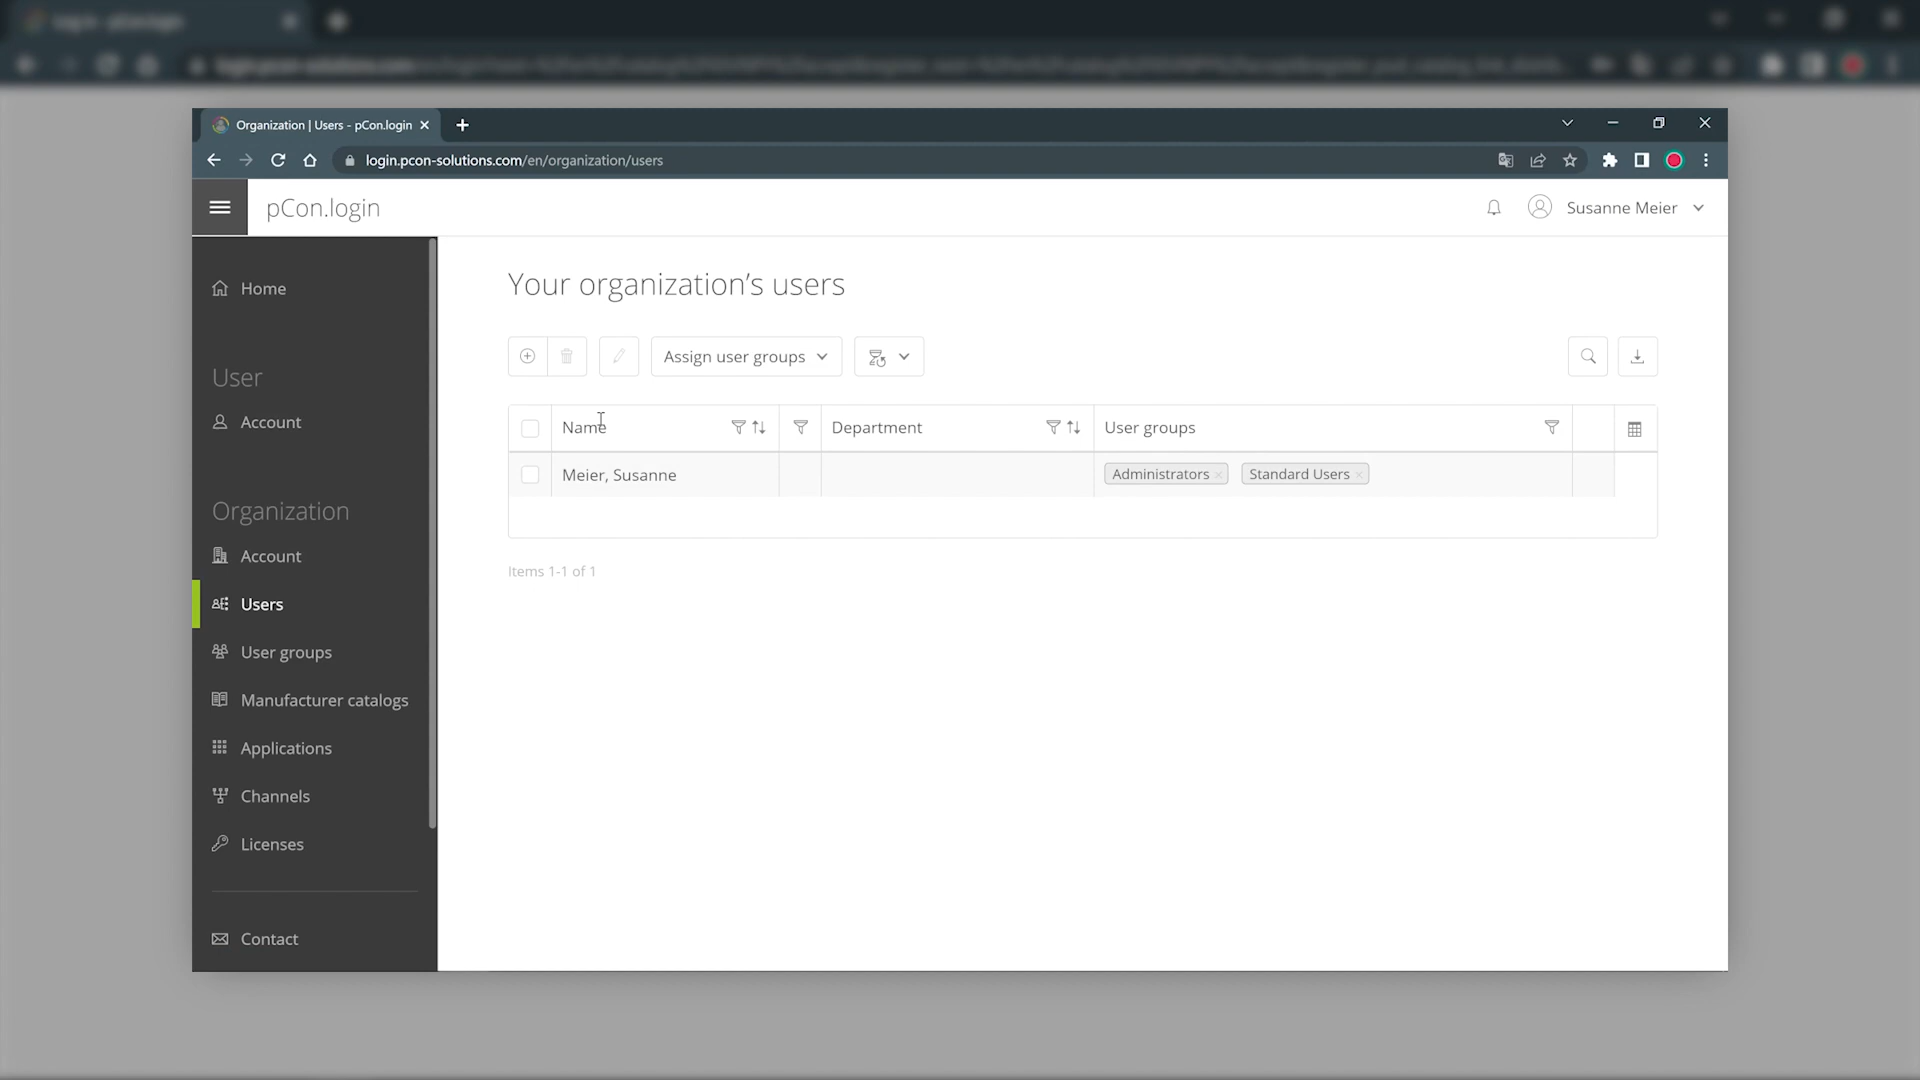 Organization | Users - pCon.login
login.pcon-solutions.com/en/organization/users
pCon.login
Susanne Meier
Home
User
Account
Organization
Account
Users
User groups
Manufacturer catalogs
Applications
Channels
Licenses
Contact
Your organization's users
Assign user groups
Name Department User groups
Meier, Susanne Administrators × Standard Users ×
Items 1-1 of 1